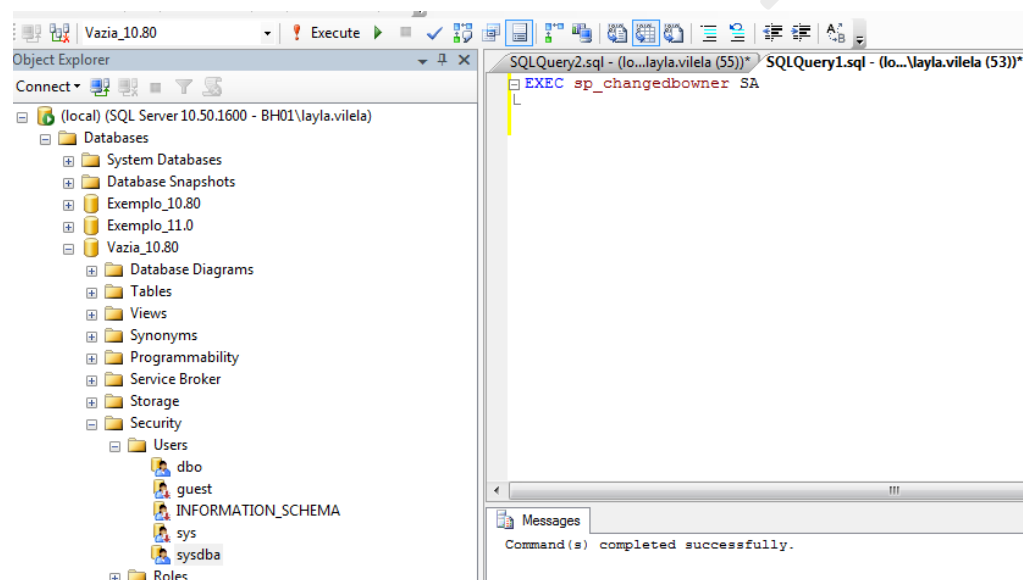 Vazia_10.80
Execute
Object Explorer
Connect
(local) (SQL Server 10.50.1600 - BH01\layla.vilela)
Databases
System Databases
Database Snapshots
Exemplo_10.80
Exemplo_11.0
Vazia_10.80
Database Diagrams
Tables
Views
Synonyms
Programmability
Service Broker
Storage
Security
Users
dbo
guest
INFORMATION_SCHEMA
sys
sysdba
Roles
SQLQuery2.sql - (lo...layla.vilela (55))* SQLQuery1.sql - (lo...\layla.vilela (53))*
EXEC sp_changedbowner SA
Messages
Command(s) completed successfully.